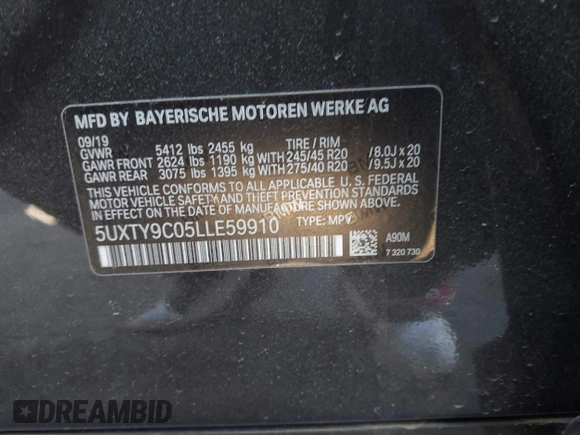 MFD BY BAYERISCHE MOTOREN WERKE AG
09/19
GVWR 5412 lbs 2455 kg TIRE / RIM
GAWR FRONT 2624 lbs 1190 kg WITH 245/45 R20 / 8.0J x 20
GAWR REAR 3075 lbs 1395 kg WITH 275/40 R20 / 9.5J x 20
THIS VEHICLE CONFORMS TO ALL APPLICABLE U.S. FEDERAL
MOTOR VEHICLE SAFETY, BUMPER, AND THEFT PREVENTION
STANDARDS IN EFFECT ON THE DATE OF MANUFACTURE SHOWN ABOVE.
5UXTY9C05LLE59910 TYPE: MPV
A90M
7 320 730
DREAMBID